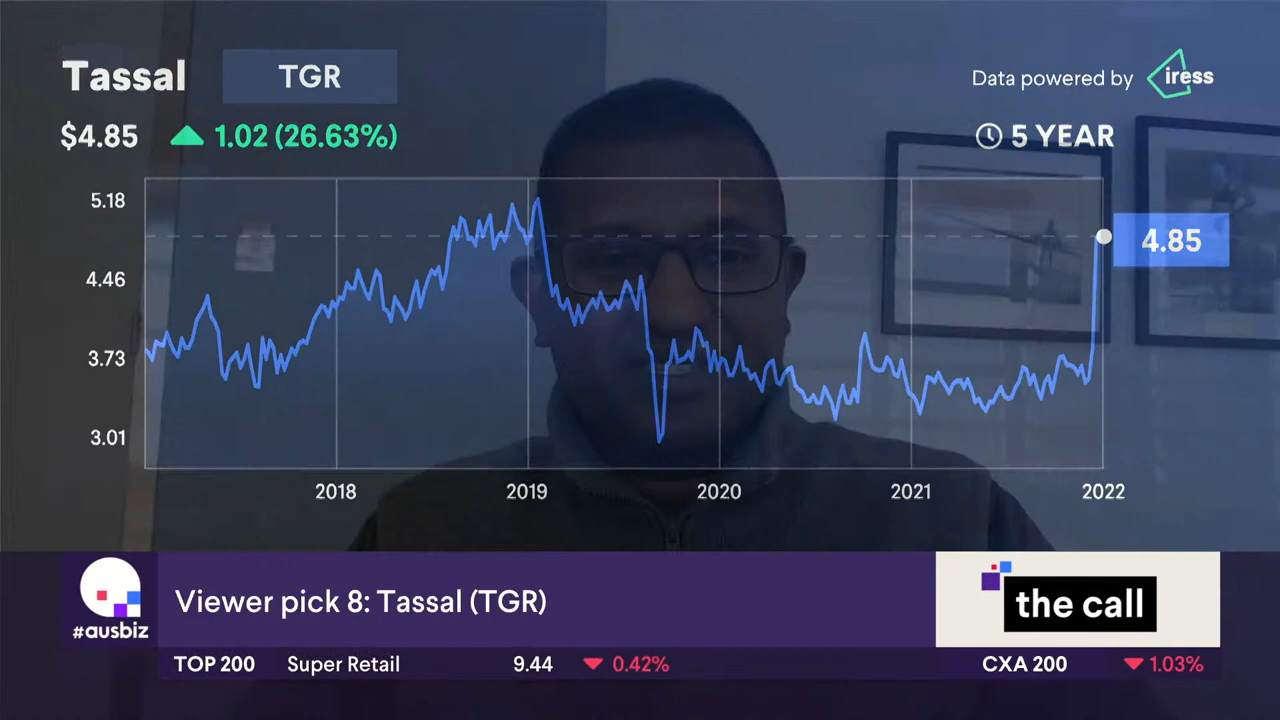 Tassal TGR
Data powered by iress
$4.85 1.02 (26.63%)
5 YEAR
5.18
4.85
4.46
3.73
3.01
2018 2019 2020 2021 2022
#ausbiz
Viewer pick 8: Tassal (TGR)
the call
TOP 200 Super Retail 9.44 0.42% CXA 200 1.03%